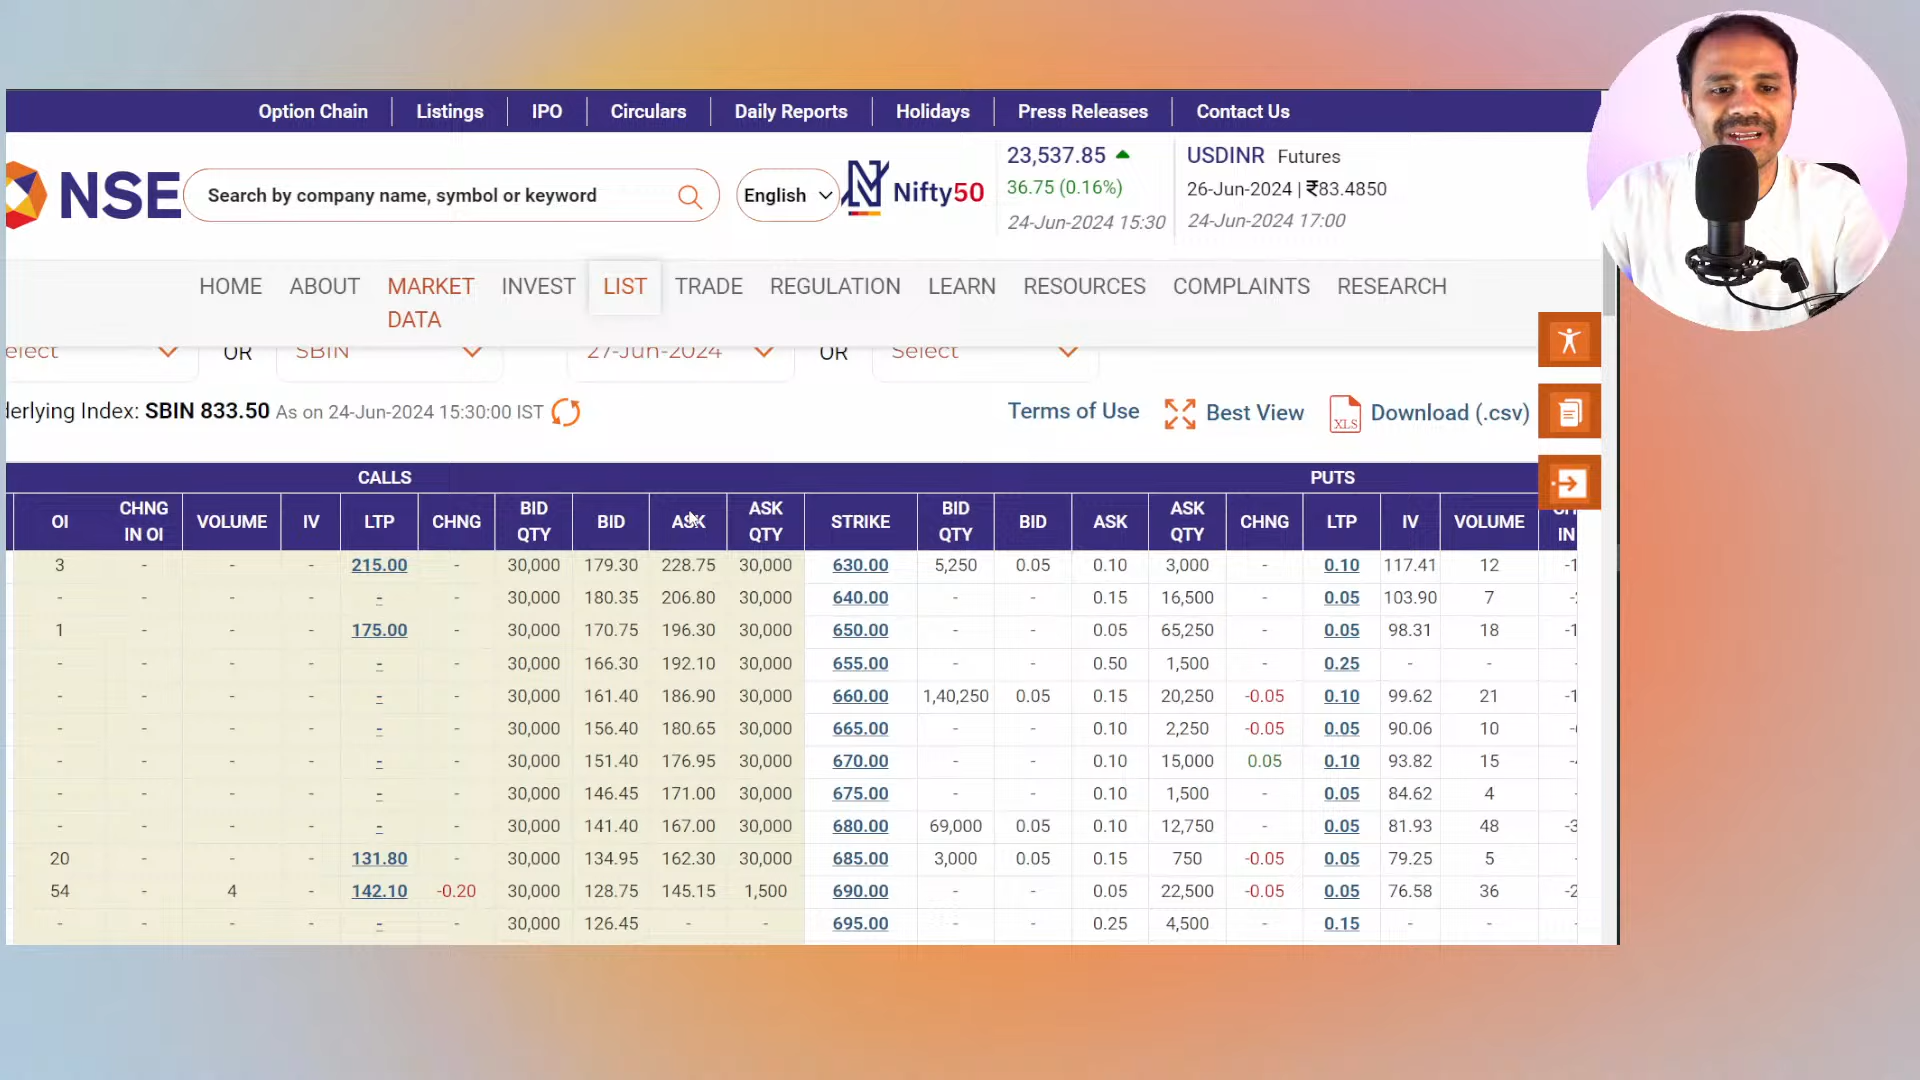 Option Chain Listings IPO Circulars Daily Reports Holidays Press Releases Contact Us
NSE Search by company name, symbol or keyword English Nifty50 23,537.85 USDINR Futures
36.75 (0.16%) 26-Jun-2024 | ₹83.4850
24-Jun-2024 15:30 24-Jun-2024 17:00
HOME ABOUT MARKET DATA INVEST LIST TRADE REGULATION LEARN RESOURCES COMPLAINTS RESEARCH
elect OR SBIN 27-Jun-2024 OR Select
derlying Index: SBIN 833.50 As on 24-Jun-2024 15:30:00 IST Terms of Use Best View XLS Download (.csv)
CALLS PUTS
OI CHNG IN OI VOLUME IV LTP CHNG BID QTY BID ASK ASK QTY STRIKE BID QTY BID ASK ASK QTY CHNG LTP IV VOLUME IN
3 - - - 215.00 - 30,000 179.30 228.75 30,000 630.00 5,250 0.05 0.10 3,000 - 0.10 117.41 12 -1
- - - - - - 30,000 180.35 206.80 30,000 640.00 - - 0.15 16,500 - 0.05 103.90 7
1 - - - 175.00 - 30,000 170.75 196.30 30,000 650.00 - - 0.05 65,250 - 0.05 98.31 18 -1
- - - - - - 30,000 166.30 192.10 30,000 655.00 - - 0.50 1,500 - 0.25 - - -
- - - - - - 30,000 161.40 186.90 30,000 660.00 1,40,250 0.05 0.15 20,250 -0.05 0.10 99.62 21 -1
- - - - - - 30,000 156.40 180.65 30,000 665.00 - - 0.10 2,250 -0.05 0.05 90.06 10
- - - - - - 30,000 151.40 176.95 30,000 670.00 - - 0.10 15,000 0.05 0.10 93.82 15
- - - - - - 30,000 146.45 171.00 30,000 675.00 - - 0.10 1,500 - 0.05 84.62 4 -
- - - - - - 30,000 141.40 167.00 30,000 680.00 69,000 0.05 0.10 12,750 - 0.05 81.93 48 -3
20 - - - 131.80 - 30,000 134.95 162.30 30,000 685.00 3,000 0.05 0.15 750 -0.05 0.05 79.25 5 -
54 - 4 - 142.10 -0.20 30,000 128.75 145.15 1,500 690.00 - - 0.05 22,500 -0.05 0.05 76.58 36 -2
- - - - - - 30,000 126.45 - - 695.00 - - 0.25 4,500 - 0.15 - - -